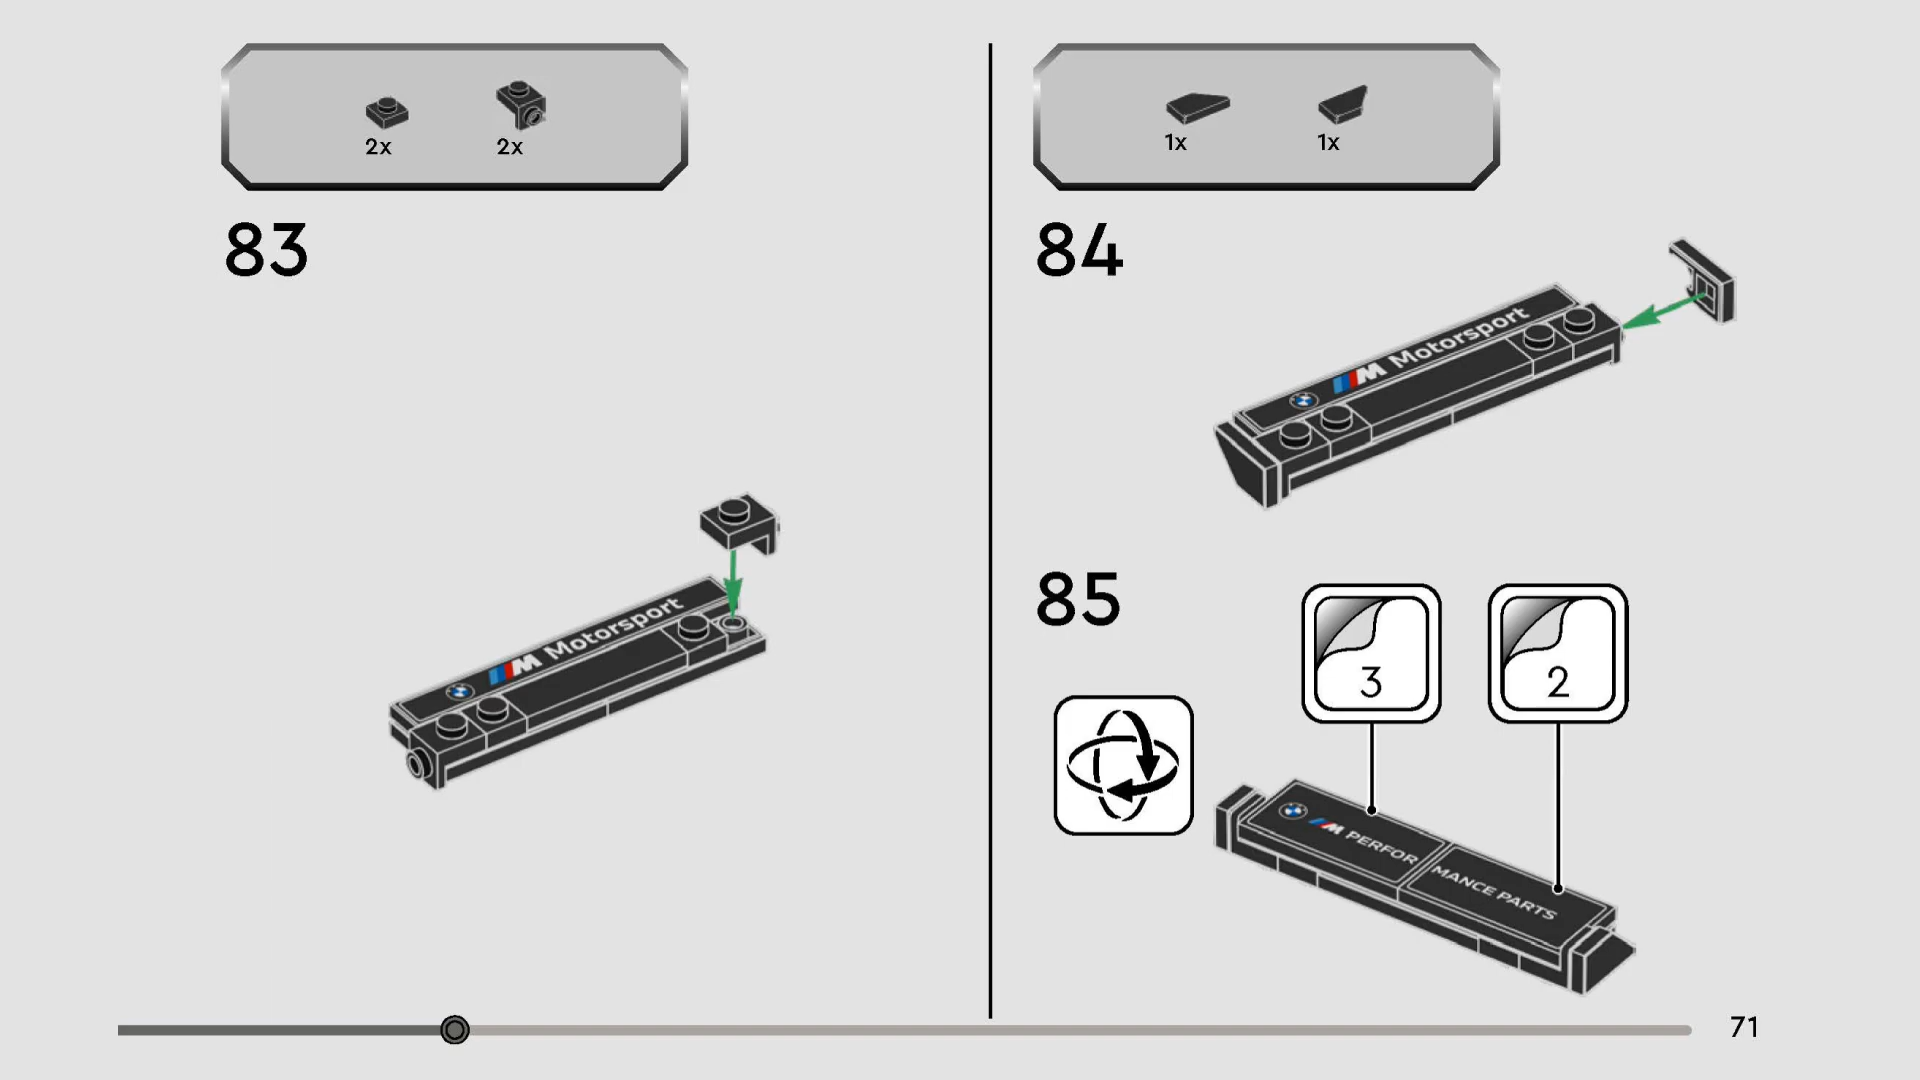 2x 2x
83
M Motorsport
1x 1x
84
M Motorsport
85
3 2
M PERFOR
MANCE PARTS
71